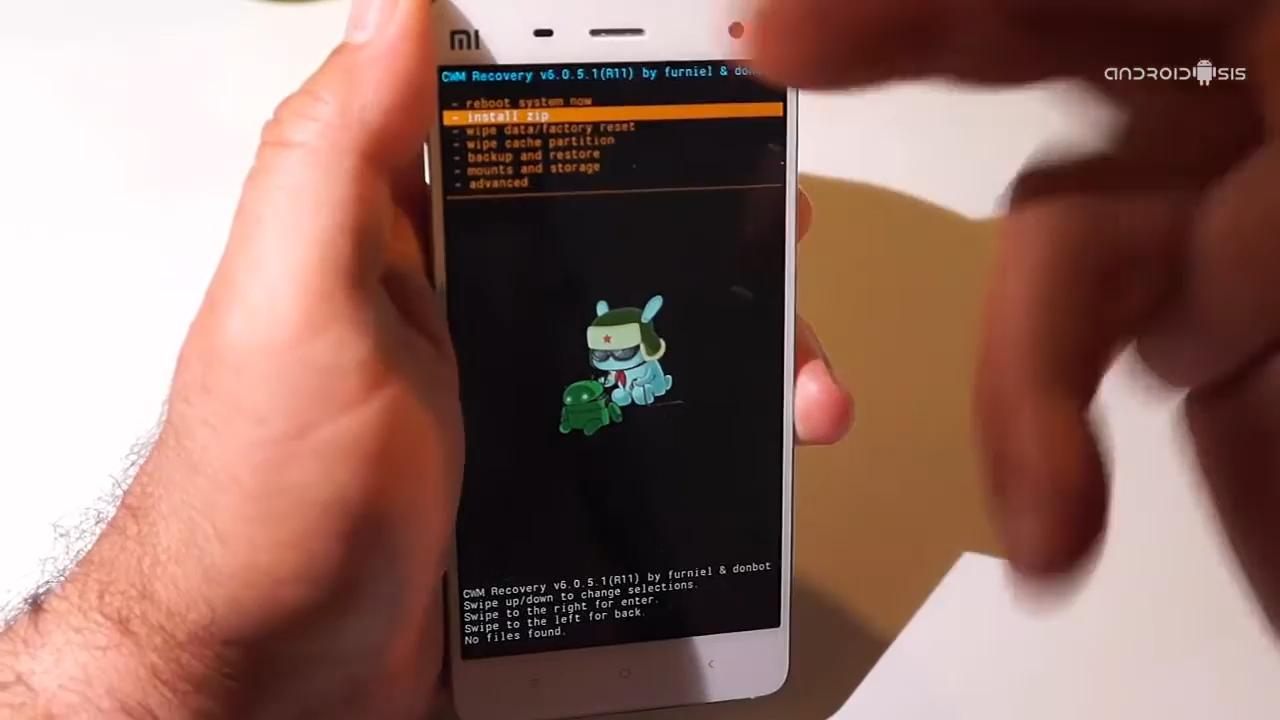 MI
ANDROIDSIS
CWM Recovery v6.0.5.1(R11) by furniel & don
- reboot system now
- install zip
- wipe data/factory reset
- wipe cache partition
- backup and restore
- mounts and storage
- advanced
CWM Recovery v6.0.5.1(R11) by furniel & donbot
Swipe up/down to change selections.
Swipe to the right for enter.
Swipe to the left for back.
No files found.